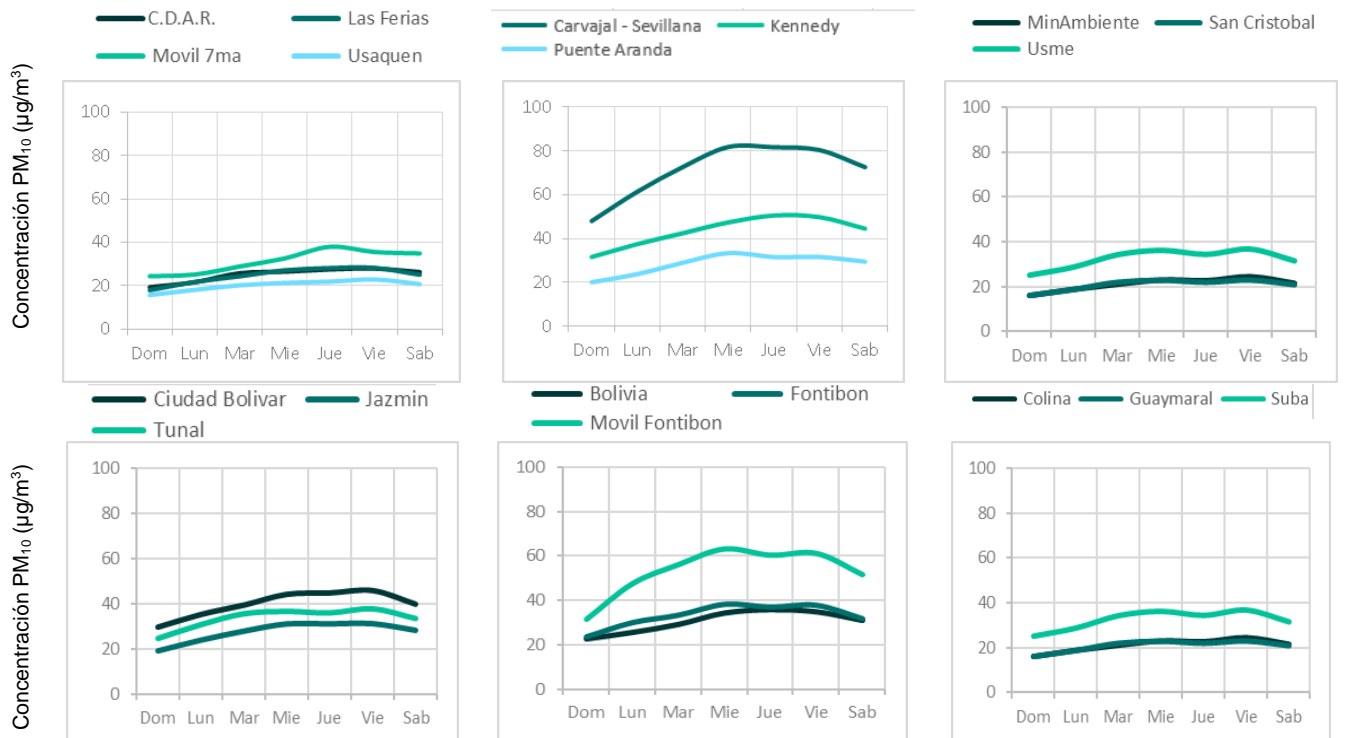 C.D.A.R. Las Ferias
Movil 7ma Usaquen
Concentración PM₁₀ (µg/m³)
100
80
60
40
20
0
Dom Lun Mar Mie Jue Vie Sab
Carvajal - Sevillana Kennedy
Puente Aranda
100
80
60
40
20
0
Dom Lun Mar Mie Jue Vie Sab
MinAmbiente San Cristobal
Usme
100
80
60
40
20
0
Dom Lun Mar Mie Jue Vie Sab
Ciudad Bolivar Jazmin
Tunal
Concentración PM₁₀ (µg/m³)
100
80
60
40
20
0
Dom Lun Mar Mie Jue Vie Sab
Bolivia Fontibon
Movil Fontibon
100
80
60
40
20
0
Dom Lun Mar Mie Jue Vie Sab
Colina Guaymaral Suba
100
80
60
40
20
0
Dom Lun Mar Mie Jue Vie Sab